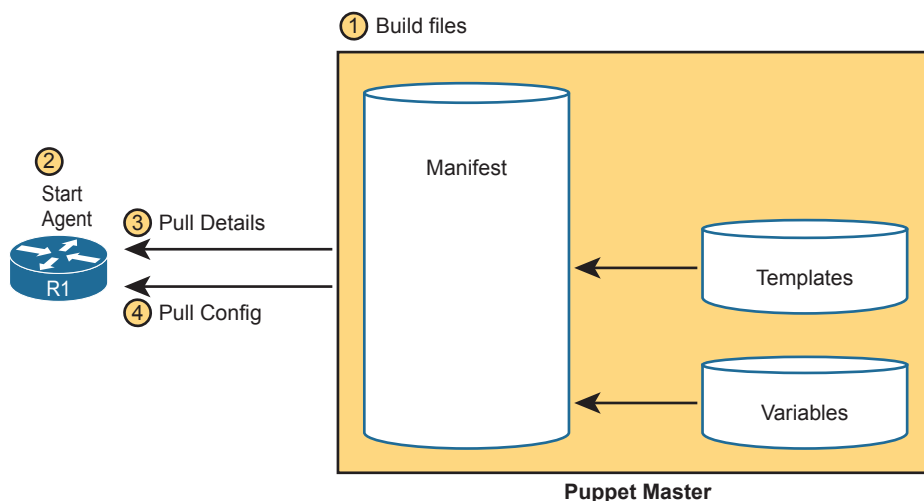 1 Build files
Manifest
2
Start
Agent
3 Pull Details
R1
4 Pull Config
Templates
Variables
Puppet Master